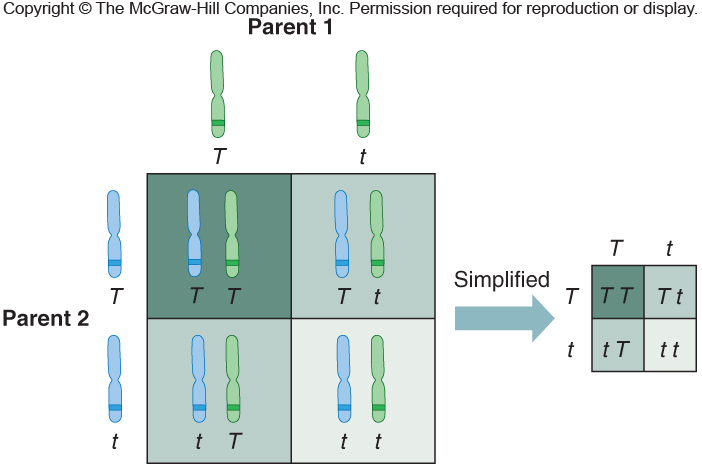 Copyright © The McGraw-Hill Companies, Inc. Permission required for reproduction or display.
Parent 1
T t
T T T T t
Parent 2
t t T t t
Simplified
T t
T T T T t
t t T t t